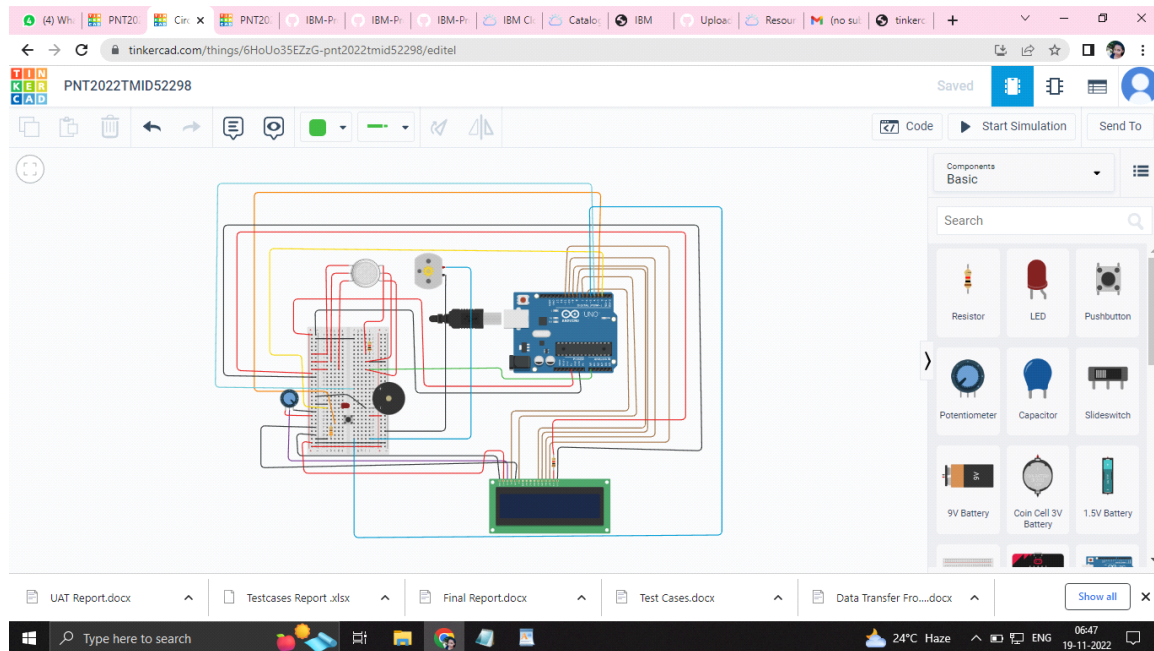 (4) Wh
PNT20
Circ
PNT20
IBM-Pr
IBM-Pr
IBM-Pr
IBM Cl
Catalog
IBM
Uploac
Resour
(no sub
tinkerc
tinkercad.com/things/6HoUo35EZzG-pnt2022tmid52298/editel
TIN
KER
CAD
PNT2022TMID52298
Saved
Code
Start Simulation
Send To
Components
Basic
Search
Resistor
LED
Pushbutton
Potentiometer
Capacitor
Slideswitch
9V
9V Battery
Coin Cell 3V
Battery
1.5V Battery
UNO
UAT Report.docx
Testcases Report .xlsx
Final Report.docx
Test Cases.docx
Data Transfer Fro....docx
Show all
Type here to search
24°C Haze
ENG
06:47
19-11-2022